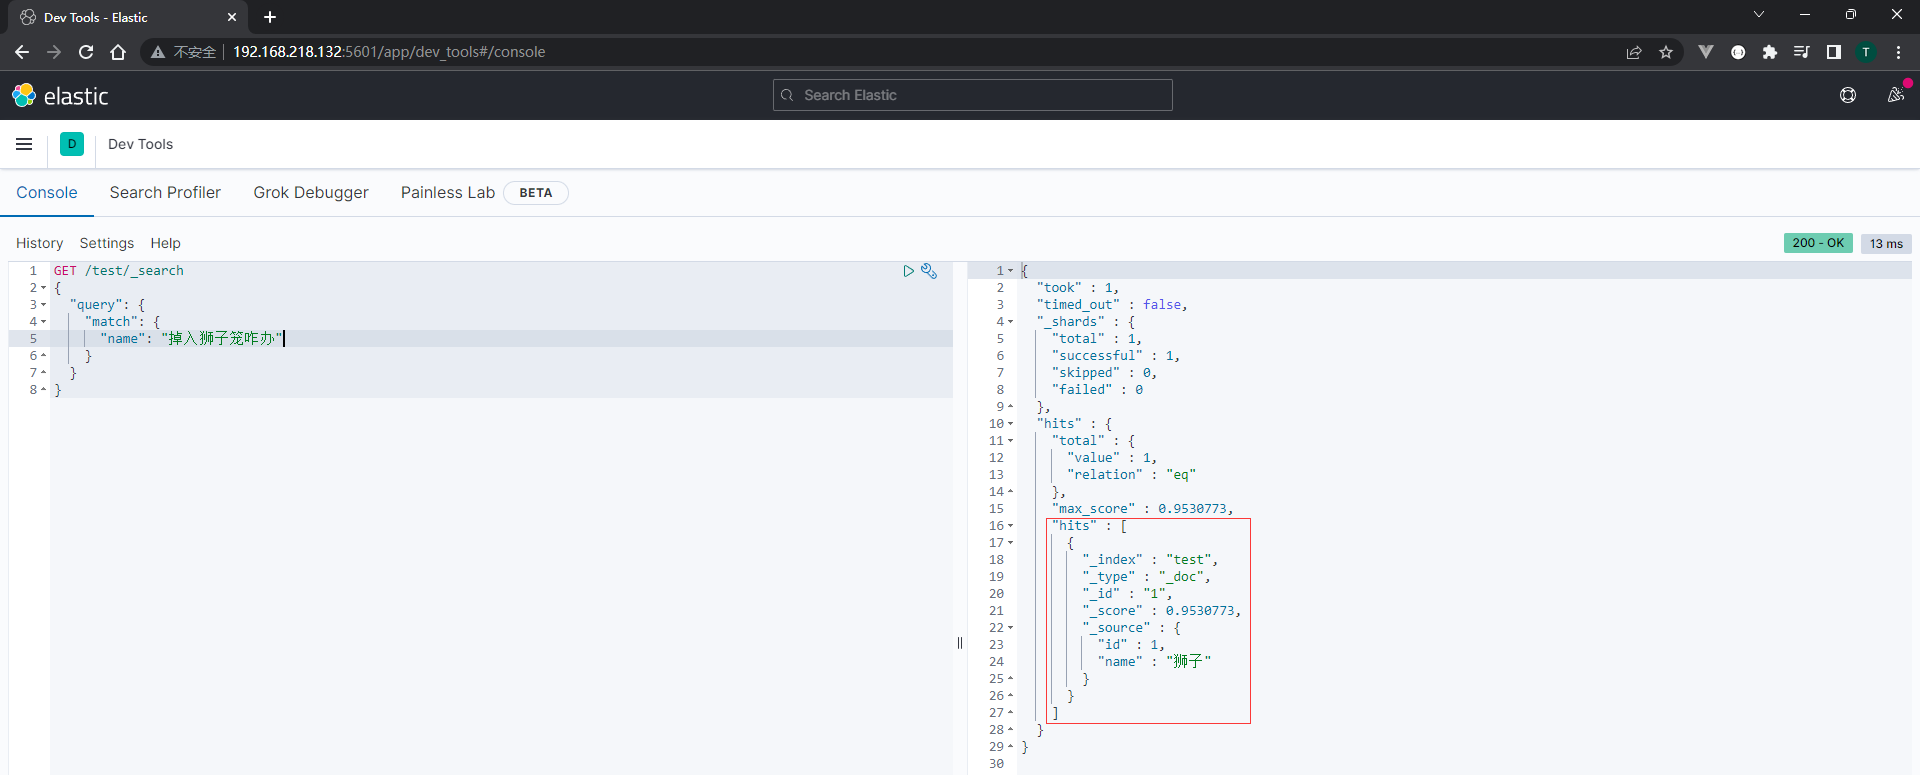 Dev Tools - Elastic
不安全 192.168.218.132:5601/app/dev_tools#/console
T
elastic
Search Elastic
D
Dev Tools
Console Search Profiler Grok Debugger Painless Lab BETA
History Settings Help
200 - OK 13 ms
1 GET /test/_search
2 {
3 "query": {
4 "match": {
5 "name": "掉入狮子笼咋办"
6 }
7 }
8 }
1 {
2 "took" : 1,
3 "timed_out" : false,
4 "_shards" : {
5 "total" : 1,
6 "successful" : 1,
7 "skipped" : 0,
8 "failed" : 0
9 },
10 "hits" : {
11 "total" : {
12 "value" : 1,
13 "relation" : "eq"
14 },
15 "max_score" : 0.9530773,
16 "hits" : [
17 {
18 "_index" : "test",
19 "_type" : "_doc",
20 "_id" : "1",
21 "_score" : 0.9530773,
22 "_source" : {
23 "id" : 1,
24 "name" : "狮子"
25 }
26 }
27 ]
28 }
29 }
30